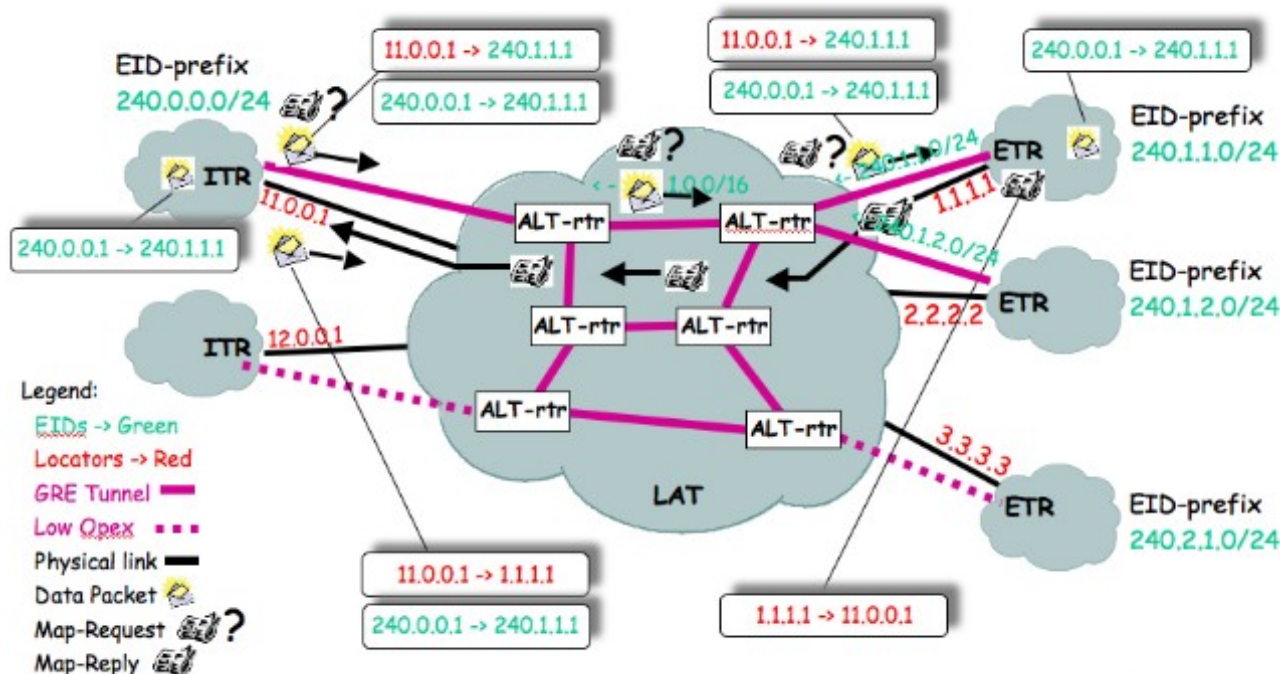 11.0.0.1 -> 240.1.1.1
240.0.0.1 -> 240.1.1.1
11.0.0.1 -> 240.1.1.1
240.0.0.1 -> 240.1.1.1
240.0.0.1 -> 240.1.1.1
EID-prefix
240.0.0.0/24
?
ITR
11.0.0.1
240.0.0.1 -> 240.1.1.1
?
<- 1.0.0/16
?
<- 240.1.1.0/24
ETR
1.1.1.1
EID-prefix
240.1.1.0/24
ALT-rtr
ALT-rtr
240.1.2.0/24
ETR
2.2.2.2
EID-prefix
240.1.2.0/24
ITR
12.0.0.1
ALT-rtr
ALT-rtr
ALT-rtr
ALT-rtr
LAT
3.3.3.3
ETR
EID-prefix
240.2.1.0/24
Legend:
EIDs -> Green
Locators -> Red
GRE Tunnel
Low Opex
Physical link
Data Packet
Map-Request ?
Map-Reply
11.0.0.1 -> 1.1.1.1
240.0.0.1 -> 240.1.1.1
1.1.1.1 -> 11.0.0.1